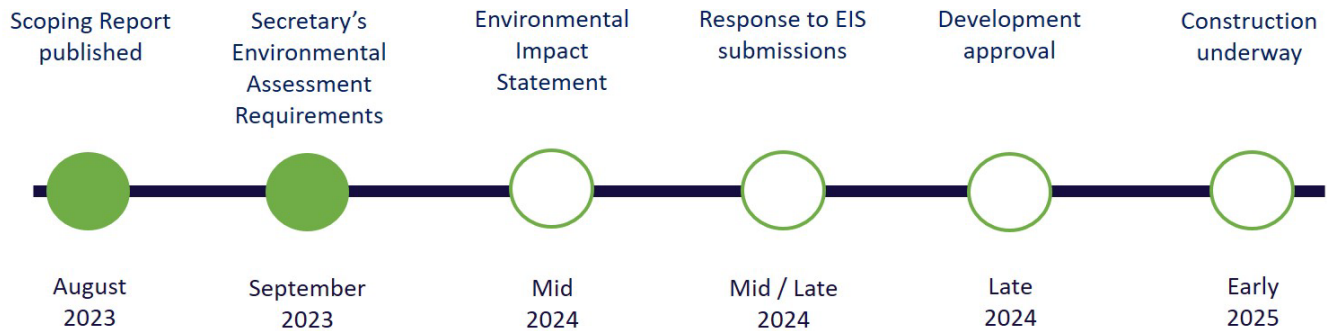 Scoping Report
published
Secretary's
Environmental
Assessment
Requirements
Environmental
Impact
Statement
Response to EIS
submissions
Development
approval
Construction
underway
August
2023
September
2023
Mid
2024
Mid / Late
2024
Late
2024
Early
2025